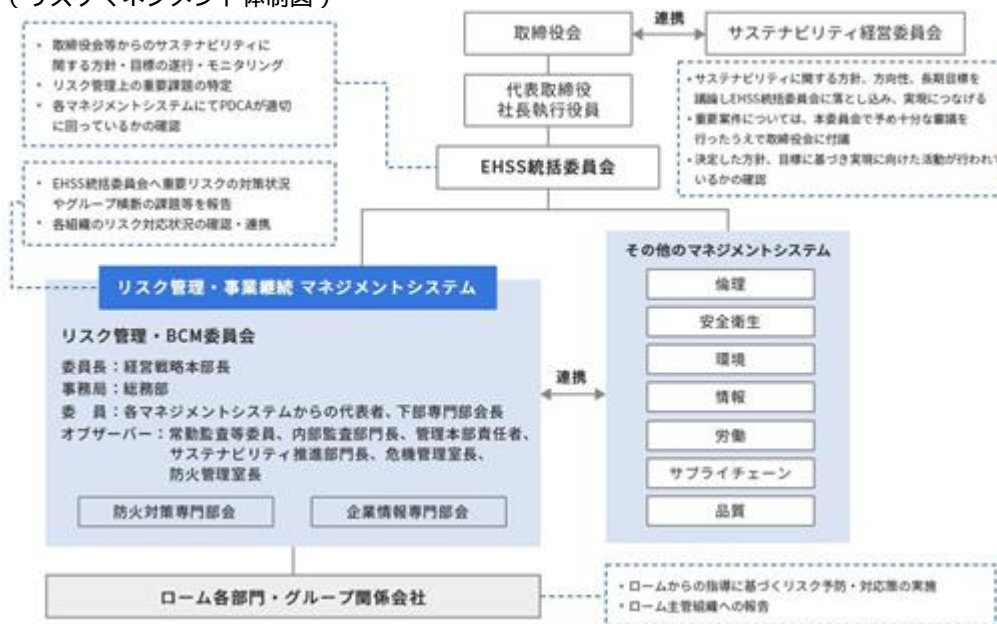 （リスクマネジメント体制図）
取締役会
連携
サステナビリティ経営委員会
・ 取締役会等からのサステナビリティに
関する方針・目標の遂行・モニタリング
・ リスク管理上の重要課題の特定
・ 各マネジメントシステムにてPDCAが適切
に回っているかの確認
代表取締役
社長執行役員
・サステナビリティに関する方針、方向性、長期目標を
議論しEHSS統括委員会に落とし込み、実現につなげる
・重要案件については、本委員会で予め十分な審議を
行ったうえで取締役会に付議
・決定した方針、目標に基づき実現に向けた活動が行われて
いるかの確認
EHSS統括委員会
・ EHSS統括委員会へ重要リスクの対策状況
やグループ横断の課題等を報告
・ 各組織のリスク対応状況の確認・連携
リスク管理・事業継続 マネジメントシステム
リスク管理・BCM委員会
委員長：経営戦略本部長
事務局：総務部
委　員：各マネジメントシステムからの代表者、下部専門部会長
オブザーバー：常勤監査等委員、内部監査部門長、管理本部責任者、
サステナビリティ推進部門長、危機管理室長、
防火管理室長
防火対策専門部会
企業情報専門部会
連携
その他のマネジメントシステム
倫理
安全衛生
環境
情報
労働
サプライチェーン
品質
ローム各部門・グループ関係会社
・ロームからの指導に基づくリスク予防・対応策の実施
・ローム主管組織への報告